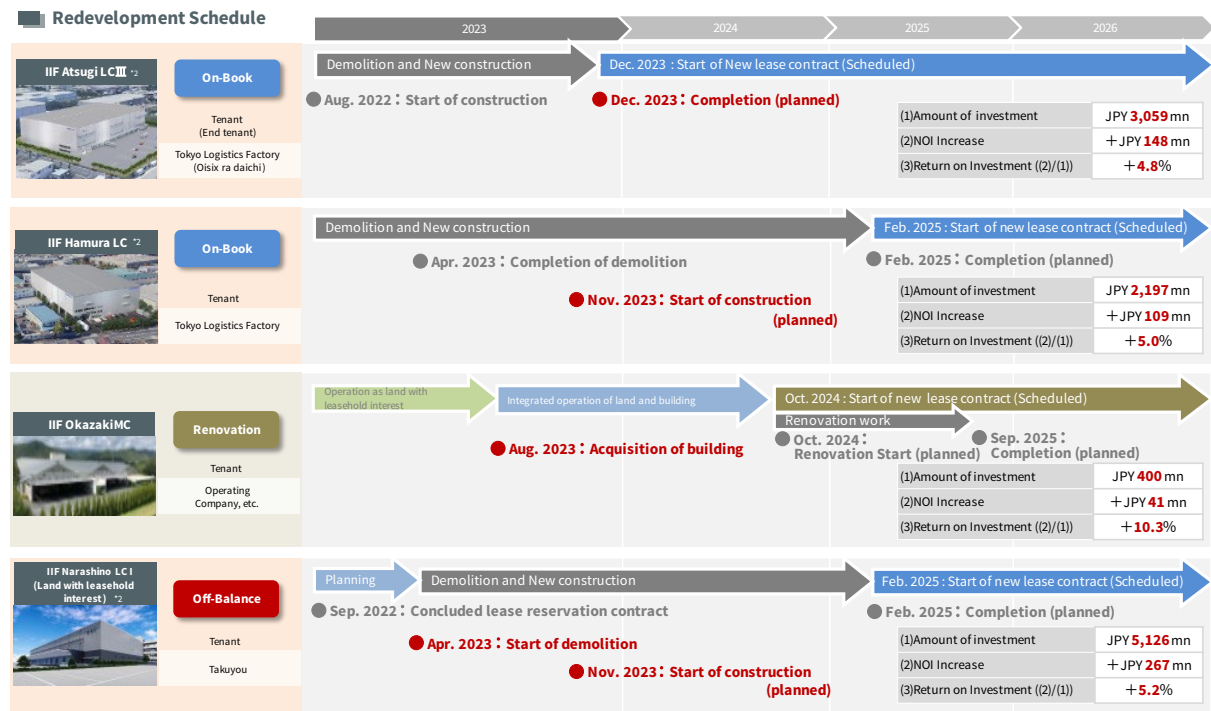 Redevelopment Schedule
2023
2024
2025
2026
IIF Atsugi LCⅢ *2
On-Book
Tenant
(End tenant)
Tokyo Logistics Factory
(Oisix ra daichi)
Demolition and New construction
Dec. 2023 : Start of New lease contract (Scheduled)
Aug. 2022：Start of construction
Dec. 2023：Completion (planned)
(1)Amount of investment
JPY 3,059 mn
(2)NOI Increase
＋JPY 148 mn
(3)Return on Investment ((2)/(1))
＋4.8%
IIF Hamura LC *2
On-Book
Tenant
Tokyo Logistics Factory
Demolition and New construction
Feb. 2025 : Start of new lease contract (Scheduled)
Apr. 2023：Completion of demolition
Feb. 2025：Completion (planned)
Nov. 2023：Start of construction
(planned)
(1)Amount of investment
JPY 2,197 mn
(2)NOI Increase
＋JPY 109 mn
(3)Return on Investment ((2)/(1))
＋5.0%
IIF OkazakiMC
Renovation
Tenant
Operating
Company, etc.
Operation as land with
leasehold interest
Integrated operation of land and building
Oct. 2024 : Start of new lease contract (Scheduled)
Renovation work
Aug. 2023：Acquisition of building
Oct. 2024：
Renovation Start (planned)
Sep. 2025：
Completion (planned)
(1)Amount of investment
JPY 400 mn
(2)NOI Increase
＋JPY 41 mn
(3)Return on Investment ((2)/(1))
＋10.3%
IIF Narashino LC I
(Land with leasehold
interest) *2
Off-Balance
Tenant
Takuyou
Planning
Demolition and New construction
Feb. 2025 : Start of new lease contract (Scheduled)
Sep. 2022：Concluded lease reservation contract
Feb. 2025：Completion (planned)
Apr. 2023：Start of demolition
Nov. 2023：Start of construction
(planned)
(1)Amount of investment
JPY 5,126 mn
(2)NOI Increase
＋JPY 267 mn
(3)Return on Investment ((2)/(1))
＋5.2%